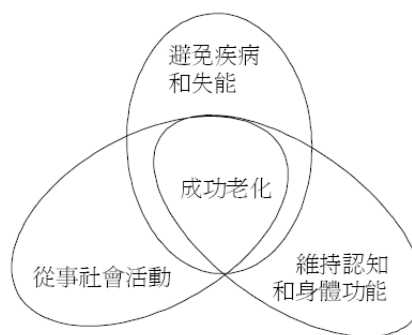 避免疾病
和失能
成功老化
從事社會活動
維持認知
和身體功能